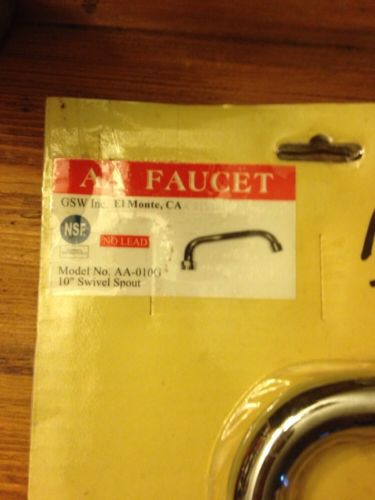 AA FAUCET
GSW Inc. El Monte, CA
NSF
NO LEAD
Model No. AA-010G
10" Swivel Spout